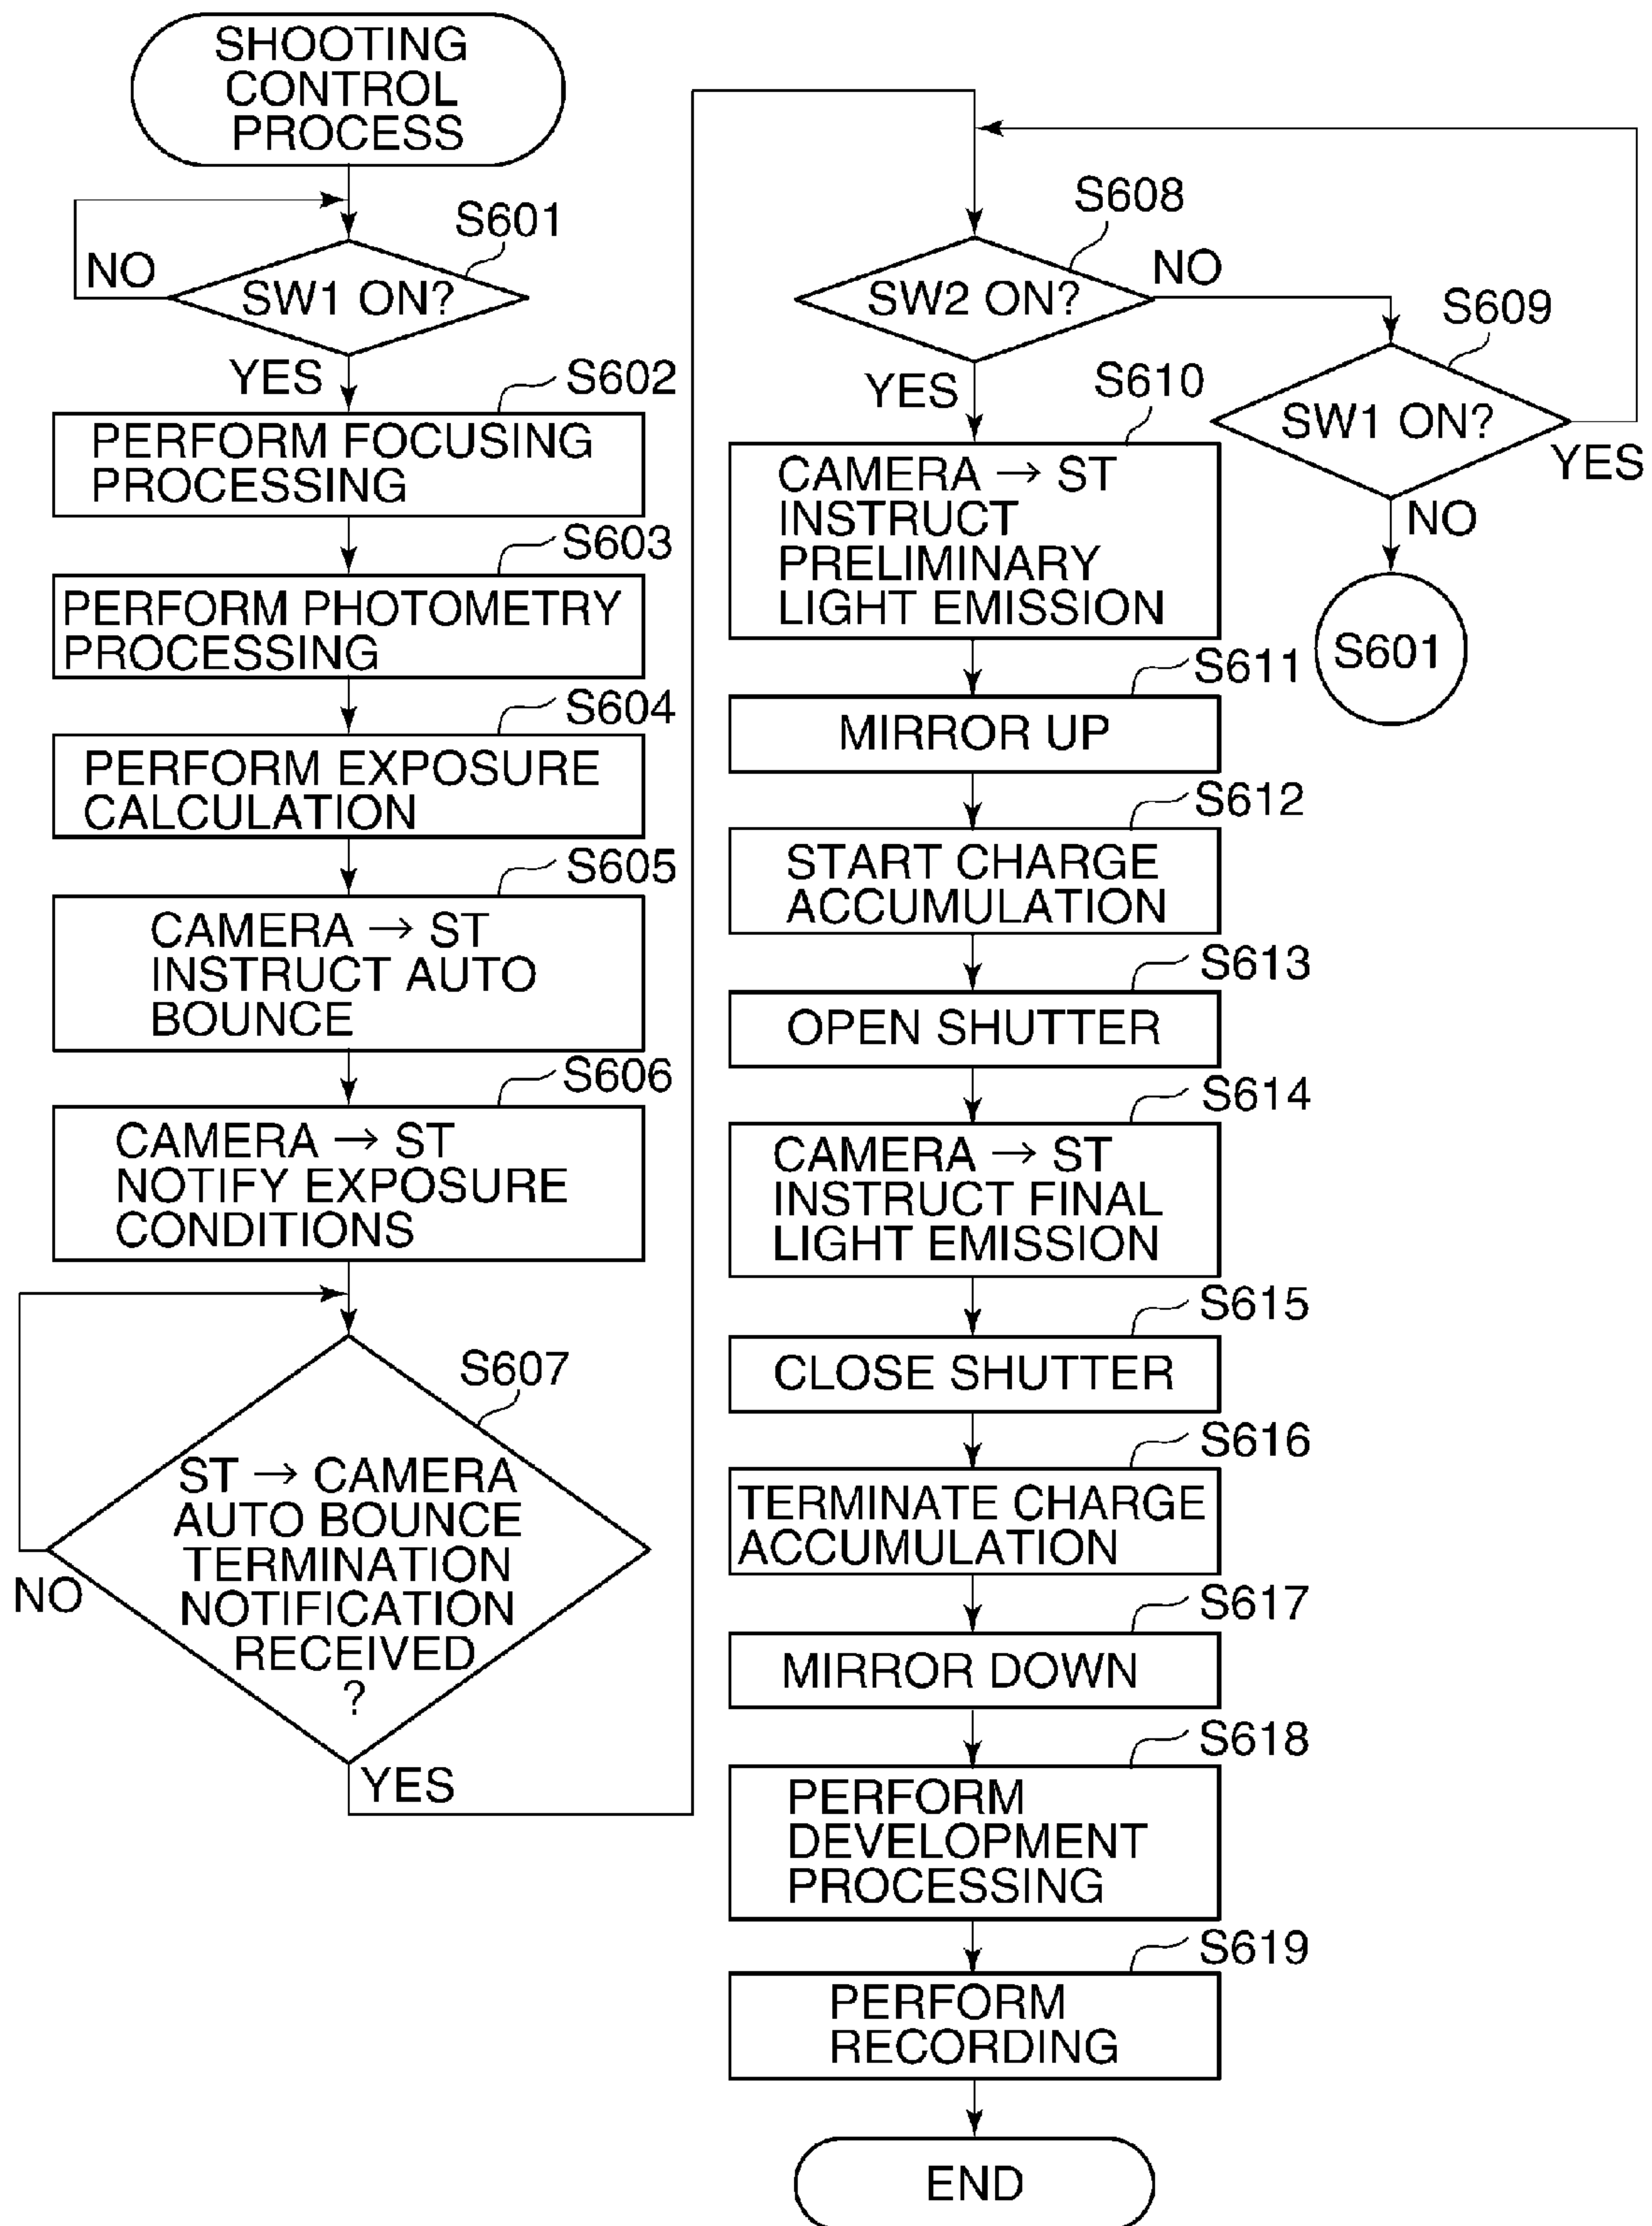 SHOOTING
CONTROL
PROCESS
S601
NO
SW1 ON?
YES
S602
PERFORM FOCUSING
PROCESSING
S603
PERFORM PHOTOMETRY
PROCESSING
S604
PERFORM EXPOSURE
CALCULATION
S605
CAMERA → ST
INSTRUCT AUTO
BOUNCE
S606
CAMERA → ST
NOTIFY EXPOSURE
CONDITIONS
S607
ST → CAMERA
AUTO BOUNCE
TERMINATION
NOTIFICATION
RECEIVED
?
NO
YES
S608
SW2 ON?
NO
YES
S609
SW1 ON?
YES
NO
S601
S610
CAMERA → ST
INSTRUCT
PRELIMINARY
LIGHT EMISSION
S611
MIRROR UP
S612
START CHARGE
ACCUMULATION
S613
OPEN SHUTTER
S614
CAMERA → ST
INSTRUCT FINAL
LIGHT EMISSION
S615
CLOSE SHUTTER
S616
TERMINATE CHARGE
ACCUMULATION
S617
MIRROR DOWN
S618
PERFORM
DEVELOPMENT
PROCESSING
S619
PERFORM
RECORDING
END